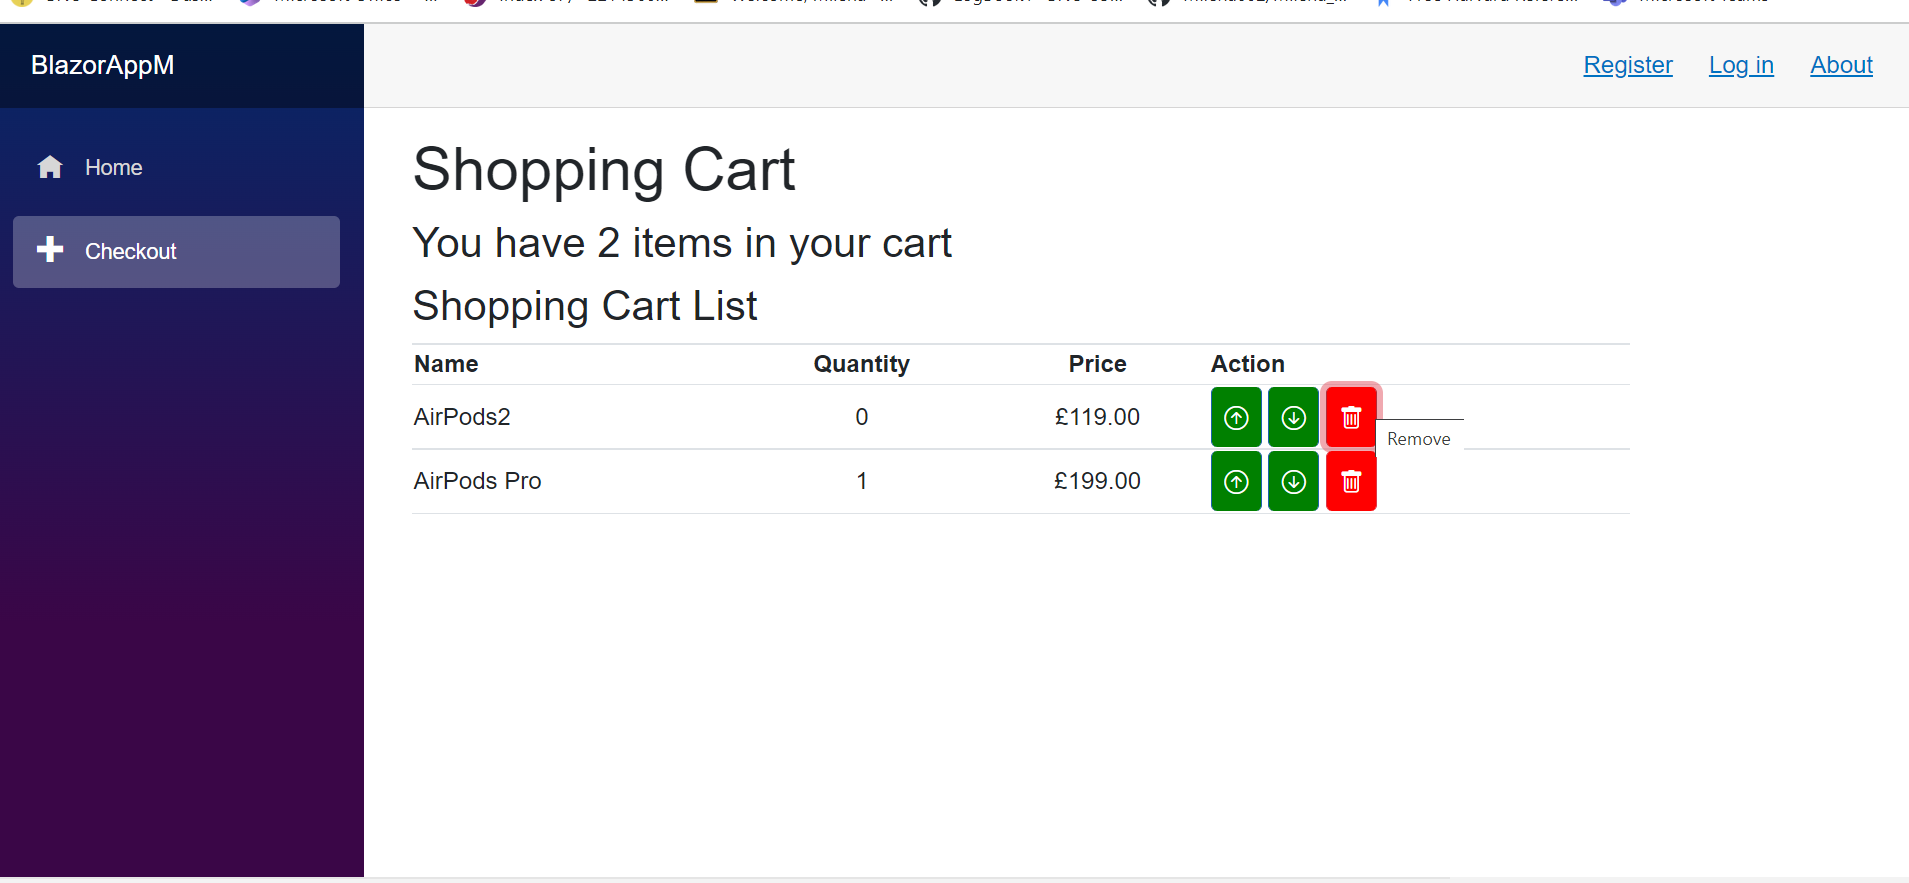 BlazorAppM
Register Log in About
Home
Checkout
Shopping Cart
You have 2 items in your cart
Shopping Cart List
Name Quantity Price Action
AirPods2 0 £119.00
Remove
AirPods Pro 1 £199.00